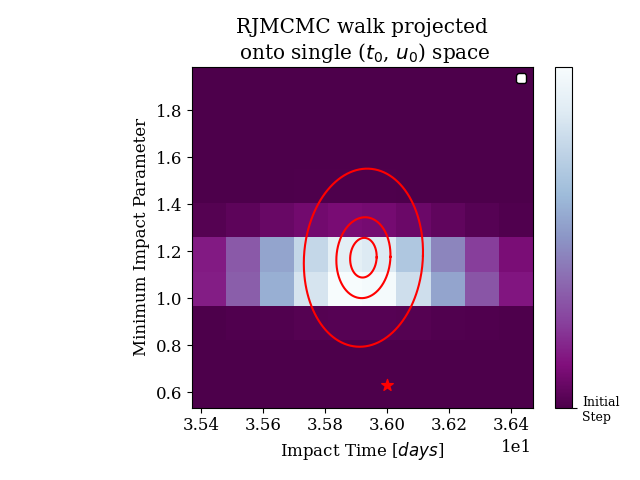 RJMCMC walk projected
onto single (t₀, u₀) space
Minimum Impact Parameter
1.8
1.6
1.4
1.2
1.0
0.8
0.6
3.54 3.56 3.58 3.60 3.62 3.64
1e1
Impact Time [days]
Initial
Step